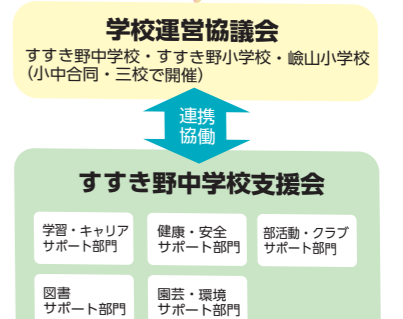 学校運営協議会
すすき野中学校・すすき野小学校・嶮山小学校
（小中合同・三校で開催）
連携
協働
すすき野中学校支援会
学習・キャリア
サポート部門
健康・安全
サポート部門
部活動・クラブ
サポート部門
図書
サポート部門
園芸・環境
サポート部門